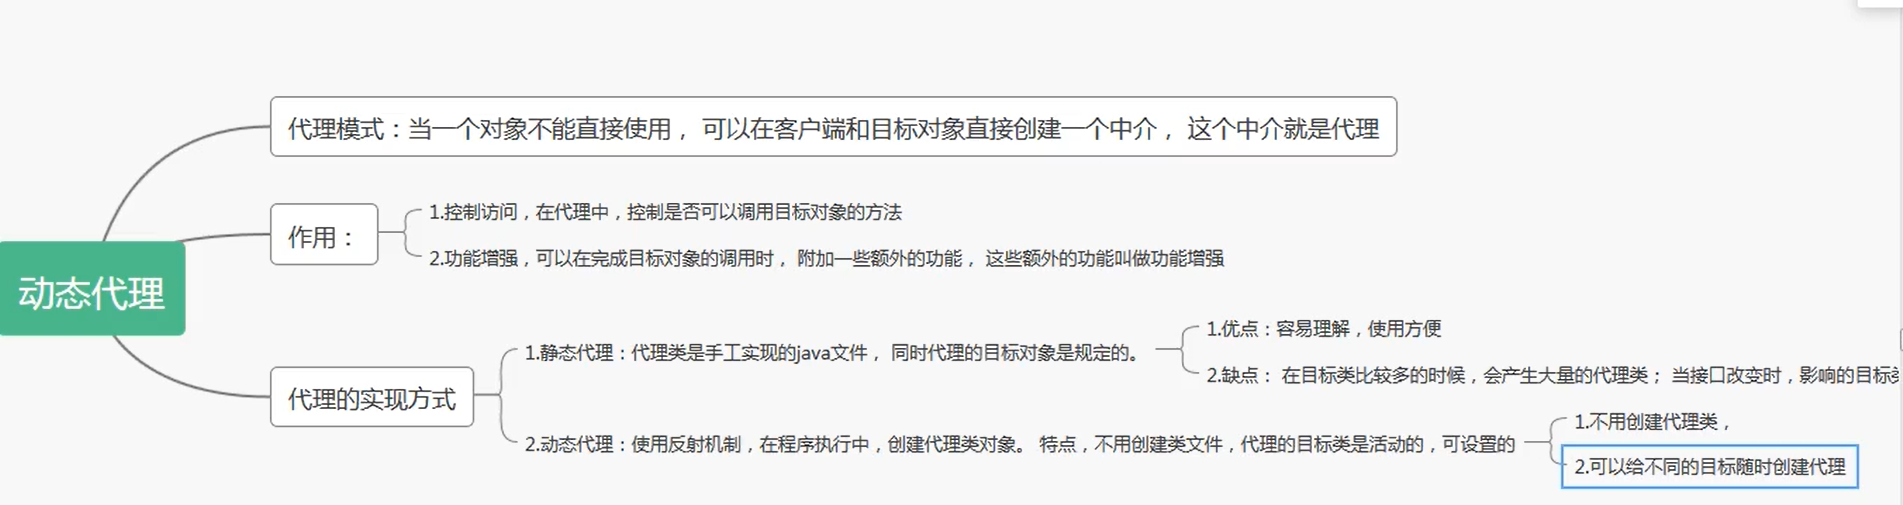 代理模式：当一个对象不能直接使用， 可以在客户端和目标对象直接创建一个中介， 这个中介就是代理
作用：
1.控制访问，在代理中，控制是否可以调用目标对象的方法
2.功能增强，可以在完成目标对象的调用时， 附加一些额外的功能， 这些额外的功能叫做功能增强
动态代理
代理的实现方式
1.静态代理：代理类是手工实现的java文件， 同时代理的目标对象是规定的。
1.优点：容易理解，使用方便
2.缺点： 在目标类比较多的时候，会产生大量的代理类； 当接口改变时，影响的目标
2.动态代理：使用反射机制，在程序执行中，创建代理类对象。 特点，不用创建类文件，代理的目标类是活动的，可设置的
1.不用创建代理类，
2.可以给不同的目标随时创建代理